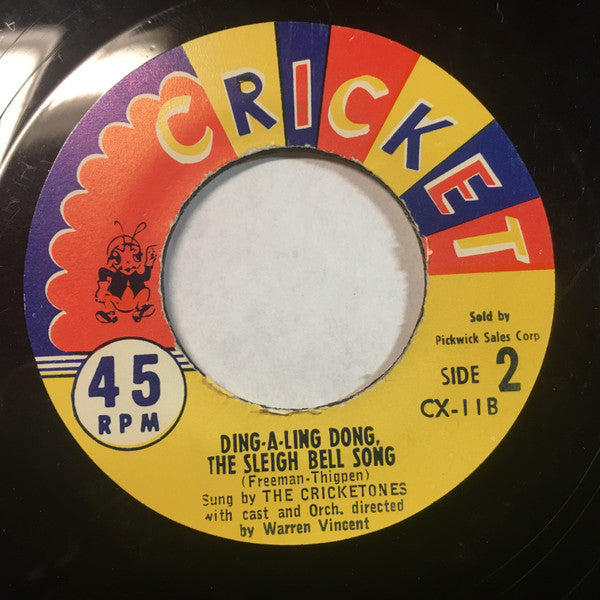 CRICKET
Sold by
Pickwick Sales Corp
45
RPM
SIDE 2
CX-11B
DING-A-LING DONG,
THE SLEIGH BELL SONG
(Freeman-Thigpen)
Sung by THE CRICKETONES
with cast and Orch. directed
by Warren Vincent